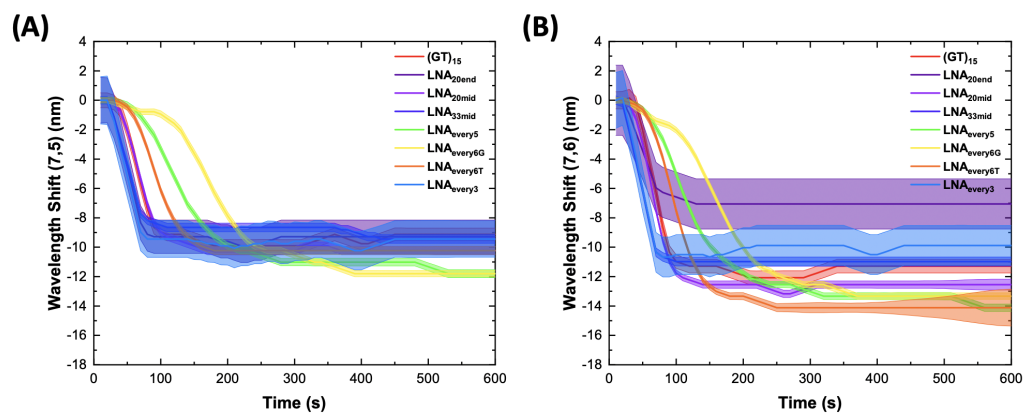 (A)
4
2
0
-2
-4
-6
-8
-10
-12
-14
-16
-18
Wavelength Shift (7,5) (nm)
0 100 200 300 400 500 600
Time (s)
(GT)15
LNA20end
LNA20mid
LNA33mid
LNAevery5
LNAevery6G
LNAevery6T
LNAevery3
(B)
4
2
0
-2
-4
-6
-8
-10
-12
-14
-16
-18
Wavelength Shift (7,6) (nm)
0 100 200 300 400 500 600
Time (s)
(GT)15
LNA20end
LNA20mid
LNA33mid
LNAevery5
LNAevery6G
LNAevery6T
LNAevery3